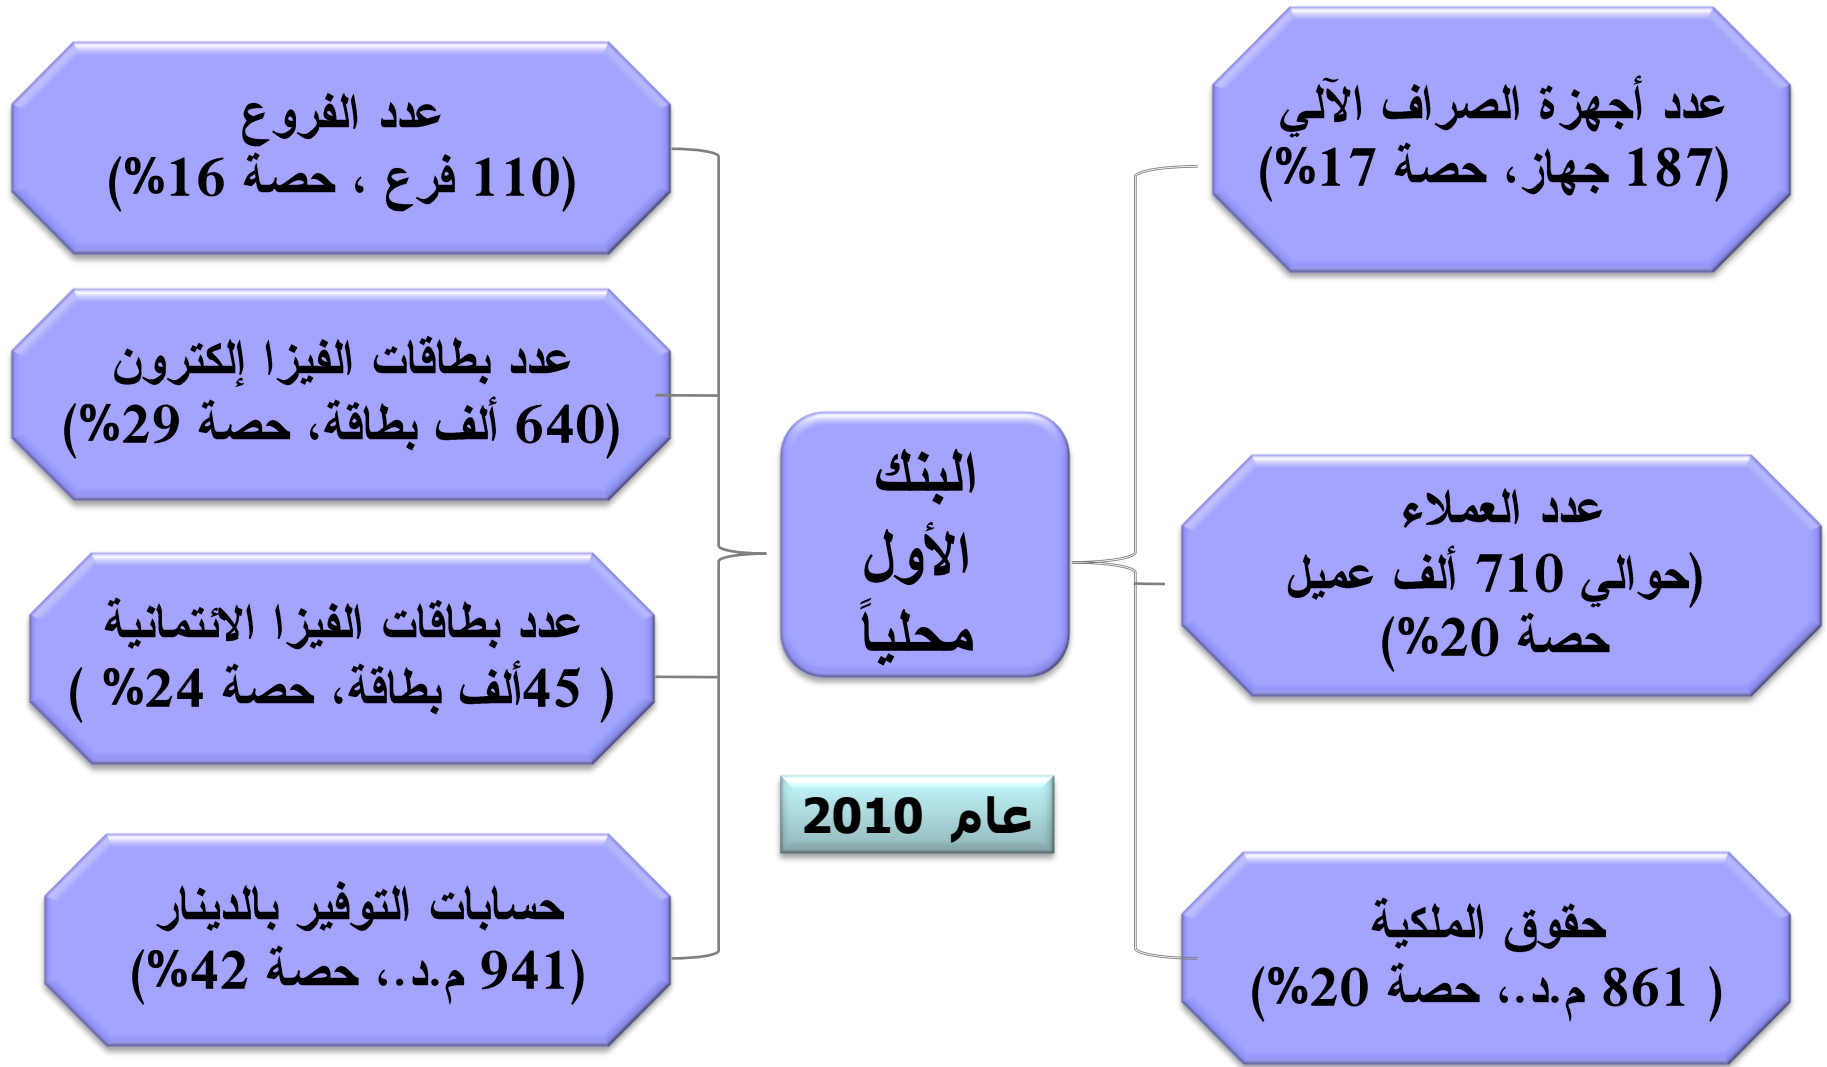 عدد أجهزة الصراف الآلي
(187 جهاز، حصة 17%)
عدد العملاء
(حوالي 710 ألف عميل
حصة 20%)
حقوق الملكية
( 861 م.د.، حصة 20%)
البنك
الأول
محلياً
عام 2010
عدد الفروع
(110 فرع ، حصة 16%)
عدد بطاقات الفيزا إلكترون
(640 ألف بطاقة، حصة 29%)
عدد بطاقات الفيزا الائتمانية
( 45ألف بطاقة، حصة 24% )
حسابات التوفير بالدينار
(941 م.د.، حصة 42%)